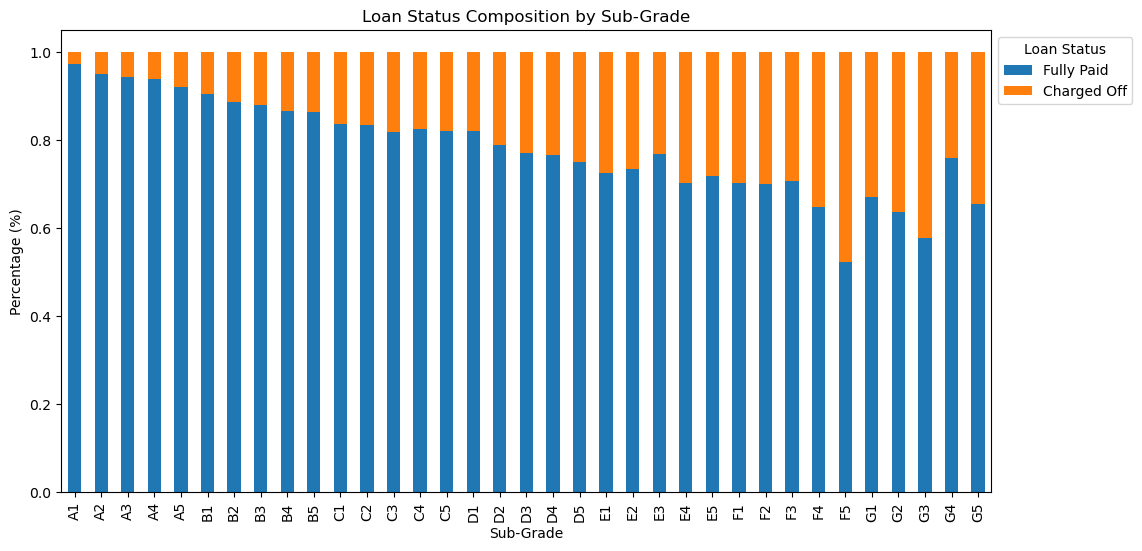 Loan Status Composition by Sub-Grade
Loan Status
Fully Paid
Charged Off
Percentage (%)
1.0
0.8
0.6
0.4
0.2
0.0
A1 A2 A3 A4 A5 B1 B2 B3 B4 B5 C1 C2 C3 C4 C5 D1 D2 D3 D4 D5 E1 E2 E3 E4 E5 F1 F2 F3 F4 F5 G1 G2 G3 G4 G5
Sub-Grade